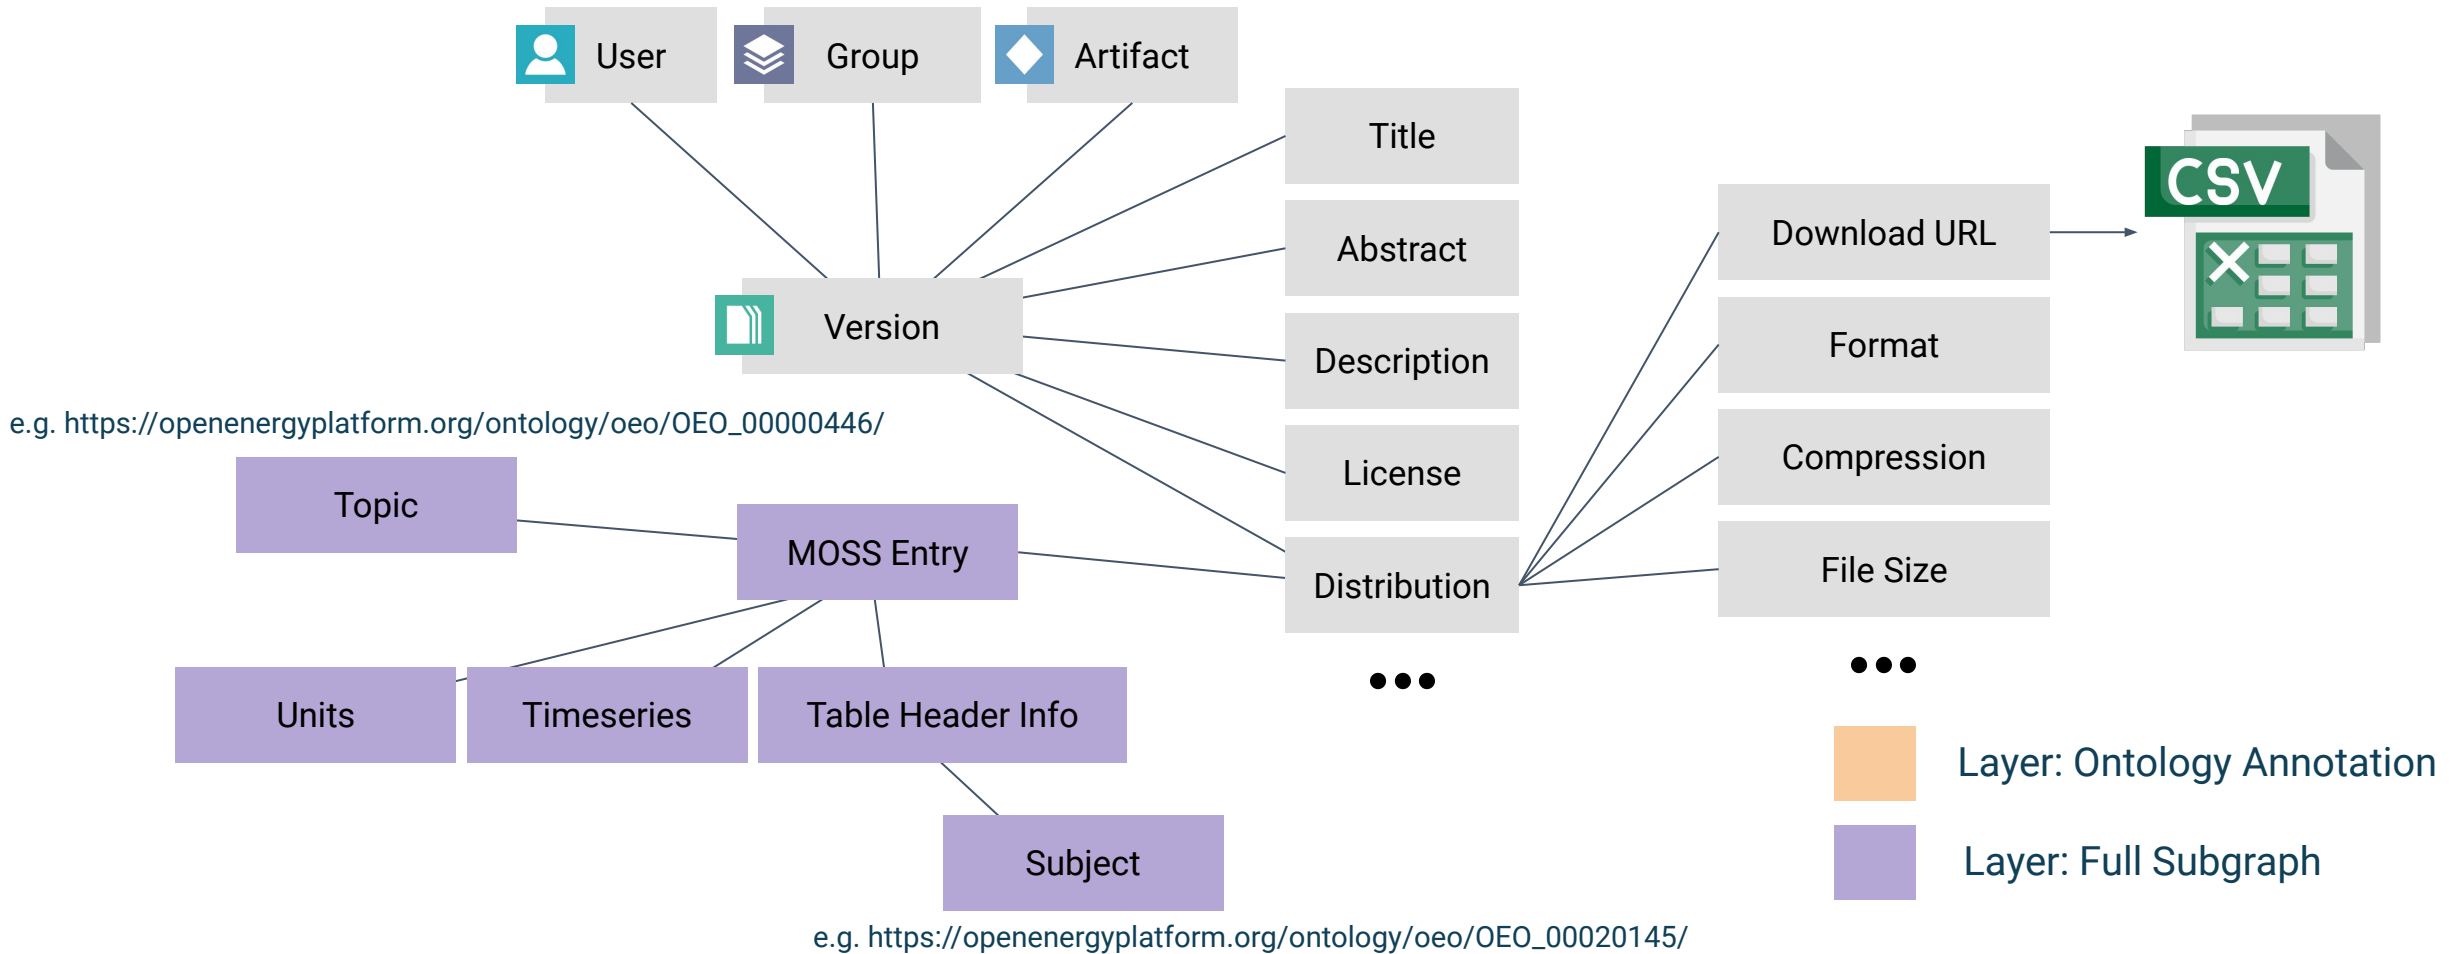 User
Group
Artifact
Title
CSV
Abstract
Download URL
Version
Description
Format
e.g. https://openenergyplatform.org/ontology/oeo/OEO_00000446/
License
Compression
Topic
MOSS Entry
Distribution
File Size
•••
•••
Units
Timeseries
Table Header Info
Layer: Ontology Annotation
Subject
Layer: Full Subgraph
e.g. https://openenergyplatform.org/ontology/oeo/OEO_00020145/